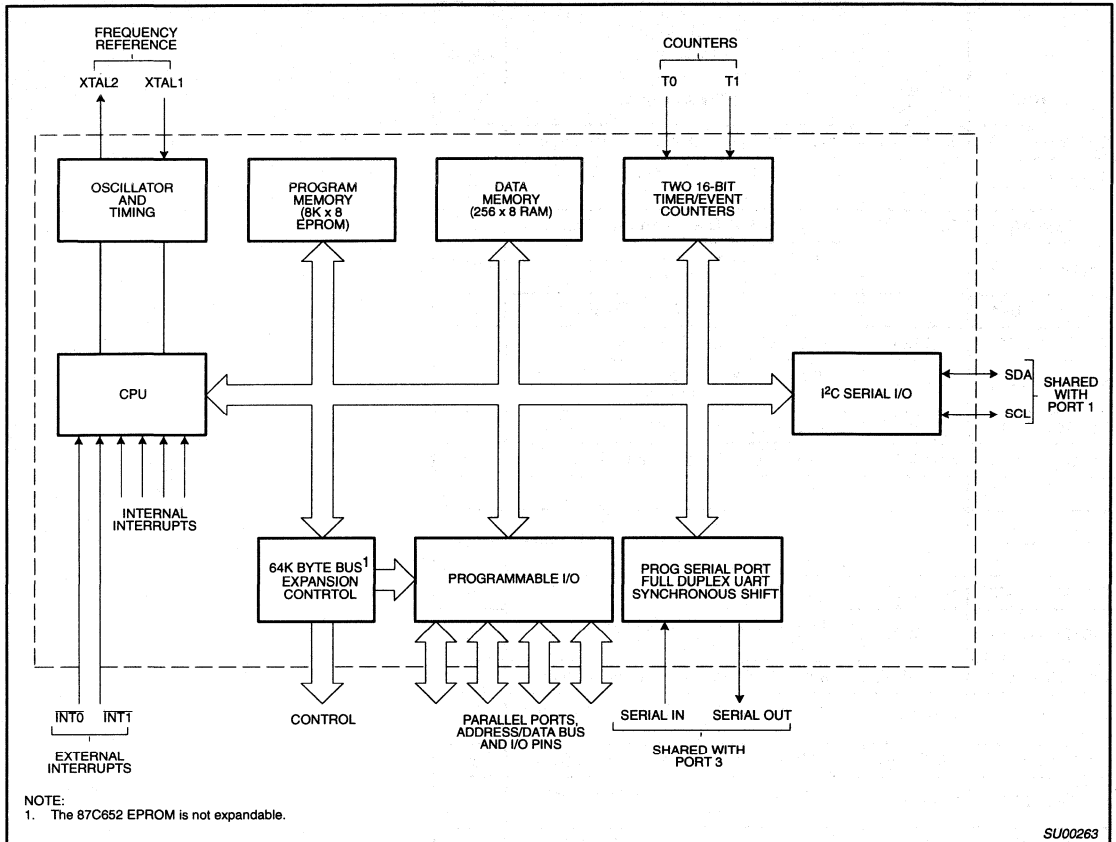 FREQUENCY
REFERENCE
XTAL2 XTAL1
COUNTERS
T0 T1
OSCILLATOR
AND
TIMING
PROGRAM
MEMORY
(8K x 8
EPROM)
DATA
MEMORY
(256 x 8 RAM)
TWO 16-BIT
TIMER/EVENT
COUNTERS
CPU
I²C SERIAL I/O
SDA
SCL
SHARED
WITH
PORT 1
INTERNAL
INTERRUPTS
64K BYTE BUS¹
EXPANSION
CONTRTOL
PROGRAMMABLE I/O
PROG SERIAL PORT
FULL DUPLEX UART
SYNCHRONOUS SHIFT
INT0 INT1
EXTERNAL
INTERRUPTS
CONTROL
PARALLEL PORTS,
ADDRESS/DATA BUS
AND I/O PINS
SERIAL IN SERIAL OUT
SHARED WITH
PORT 3
NOTE:
1. The 87C652 EPROM is not expandable.
SU00263